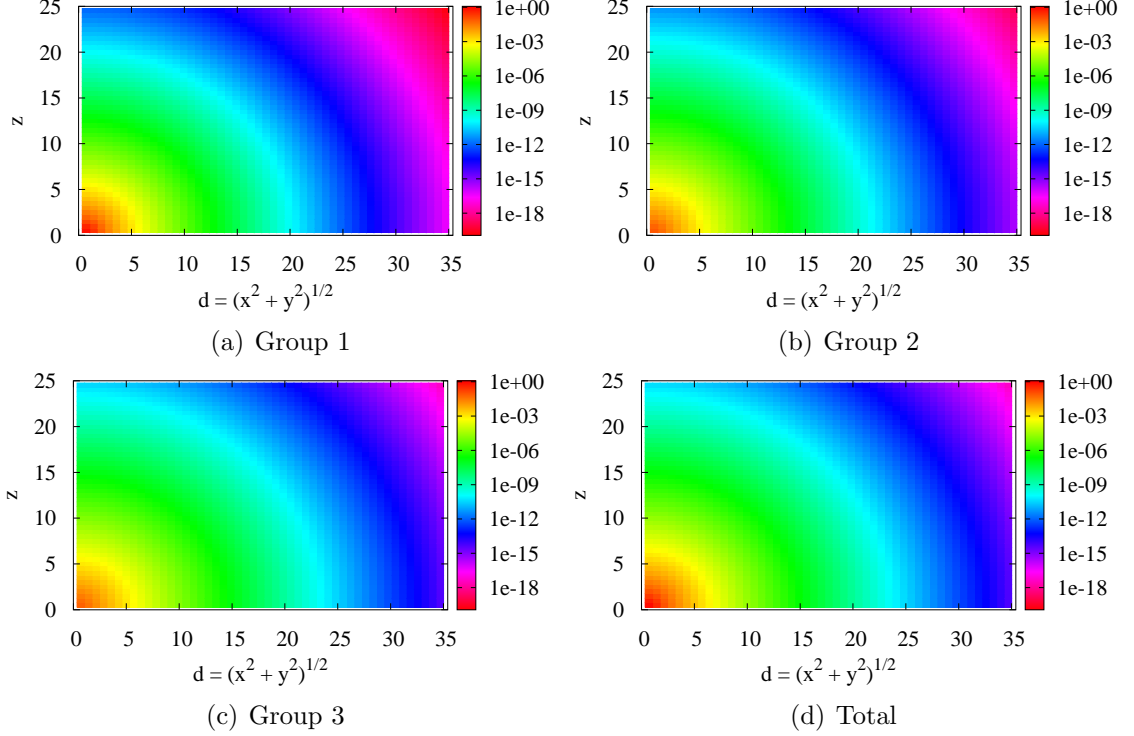 25
20
15
10
5
0
z
0 5 10 15 20 25 30 35
d = (x² + y²)^1/2
1e+00
1e-03
1e-06
1e-09
1e-12
1e-15
1e-18
(a) Group 1
25
20
15
10
5
0
z
0 5 10 15 20 25 30 35
d = (x² + y²)^1/2
1e+00
1e-03
1e-06
1e-09
1e-12
1e-15
1e-18
(b) Group 2
25
20
15
10
5
0
z
0 5 10 15 20 25 30 35
d = (x² + y²)^1/2
1e+00
1e-03
1e-06
1e-09
1e-12
1e-15
1e-18
(c) Group 3
25
20
15
10
5
0
z
0 5 10 15 20 25 30 35
d = (x² + y²)^1/2
1e+00
1e-03
1e-06
1e-09
1e-12
1e-15
1e-18
(d) Total